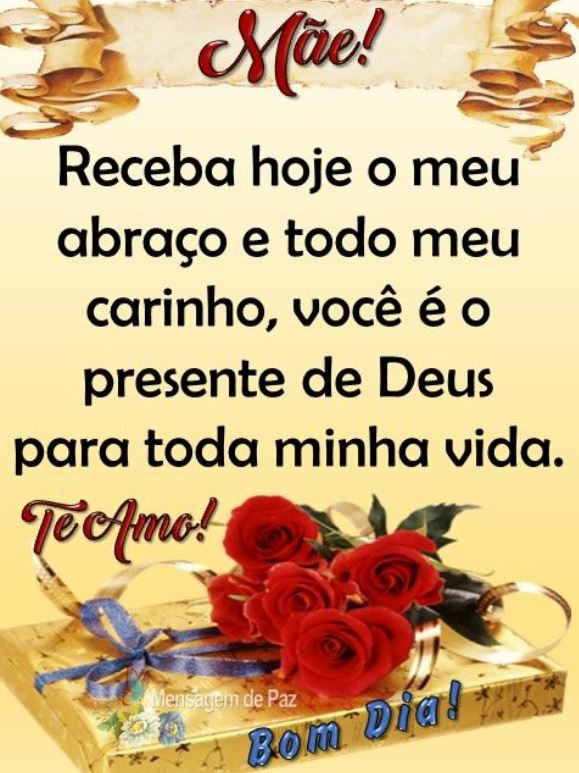 Mãe!
Receba hoje o meu
abraço e todo meu
carinho, você é o
presente de Deus
para toda minha vida.
Te Amo!
Mensagem de Paz
Bom Dia!